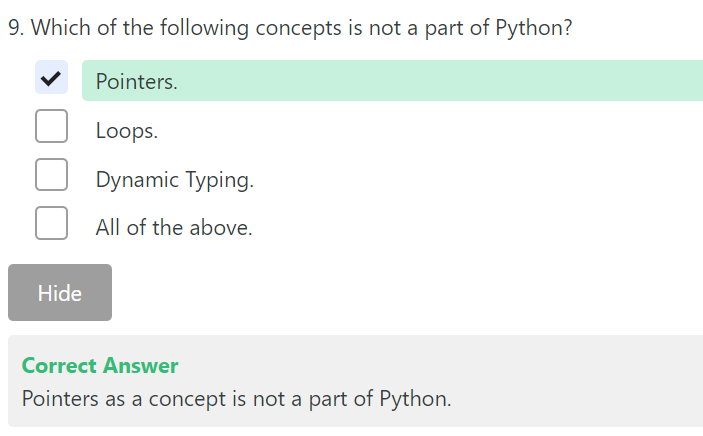 9. Which of the following concepts is not a part of Python?
Pointers.
Loops.
Dynamic Typing.
All of the above.
Hide
Correct Answer
Pointers as a concept is not a part of Python.